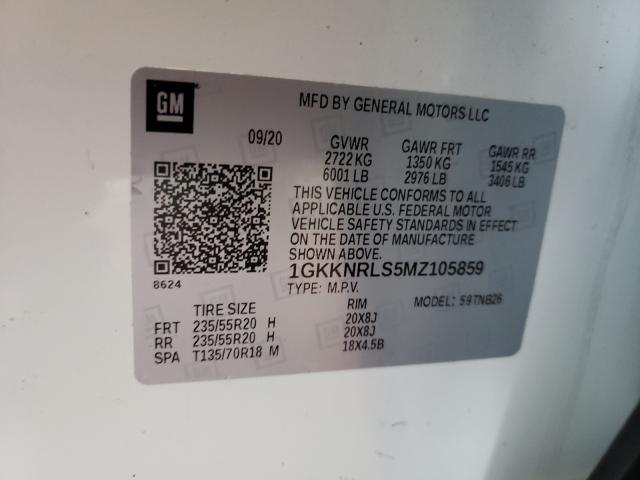 GM
MFD BY GENERAL MOTORS LLC
09/20 GVWR GAWR FRT GAWR RR
2722 KG 1350 KG 1545 KG
6001 LB 2976 LB 3406 LB
THIS VEHICLE CONFORMS TO ALL
APPLICABLE U.S. FEDERAL MOTOR
VEHICLE SAFETY STANDARDS IN EFFECT
ON THE DATE OF MANUFACTURE
SHOWN ABOVE.
1GKKNRLS5MZ105859
8624 TYPE: M.P.V. MODEL: 59TNB26
TIRE SIZE RIM
FRT 235/55R20 H 20X8J
RR 235/55R20 H 20X8J
SPA T135/70R18 M 18X4.5B